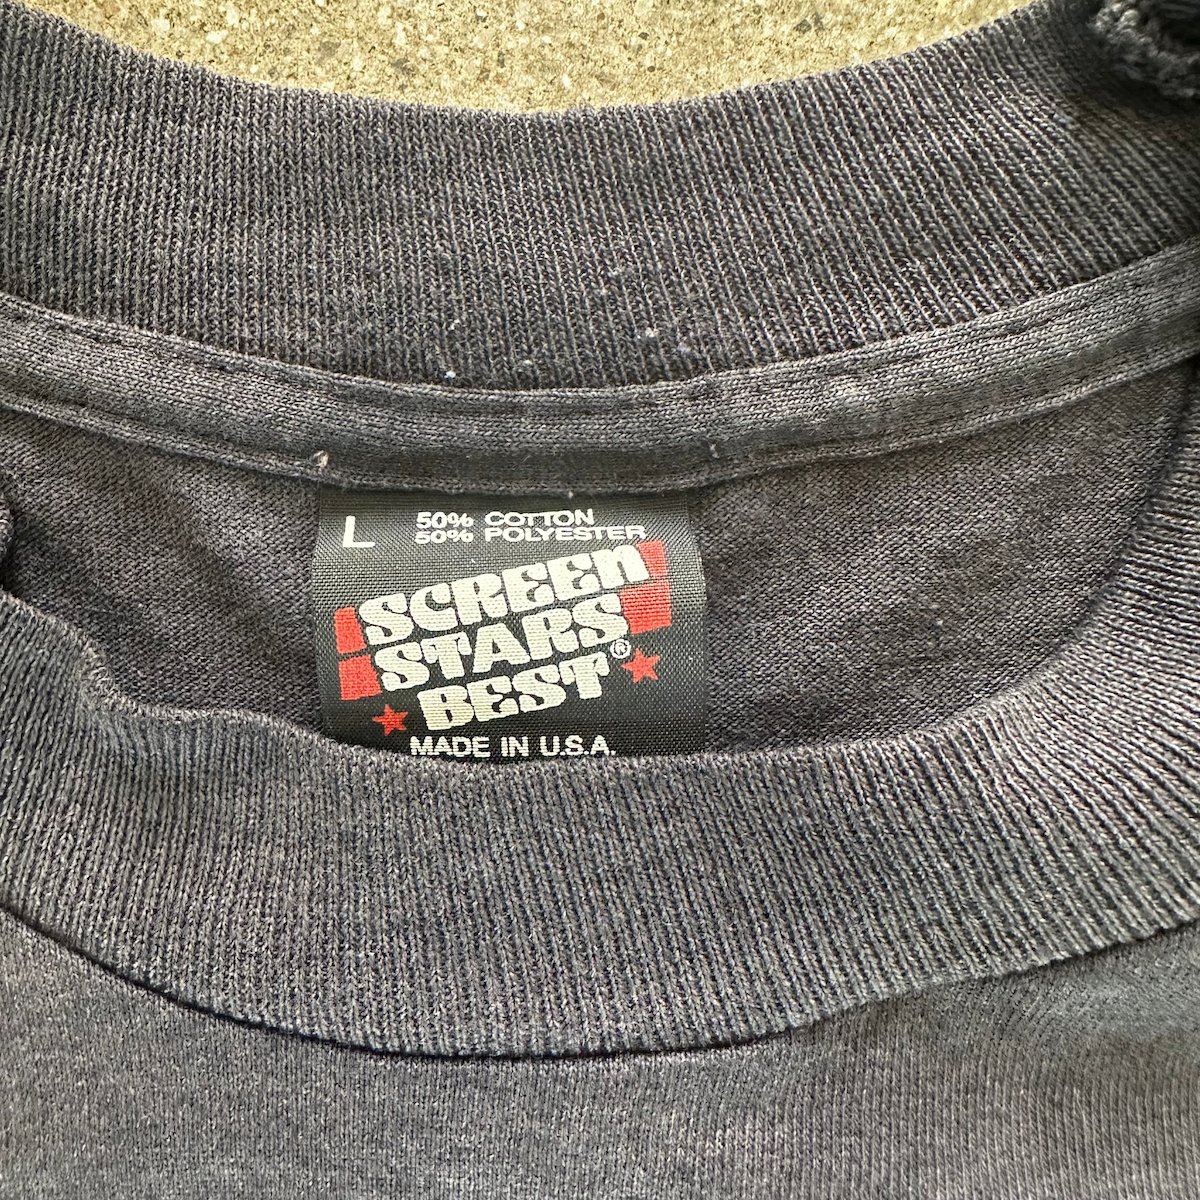 L
50% COTTON
50% POLYESTER
SCREEN
STARS
BEST®
MADE IN U.S.A.